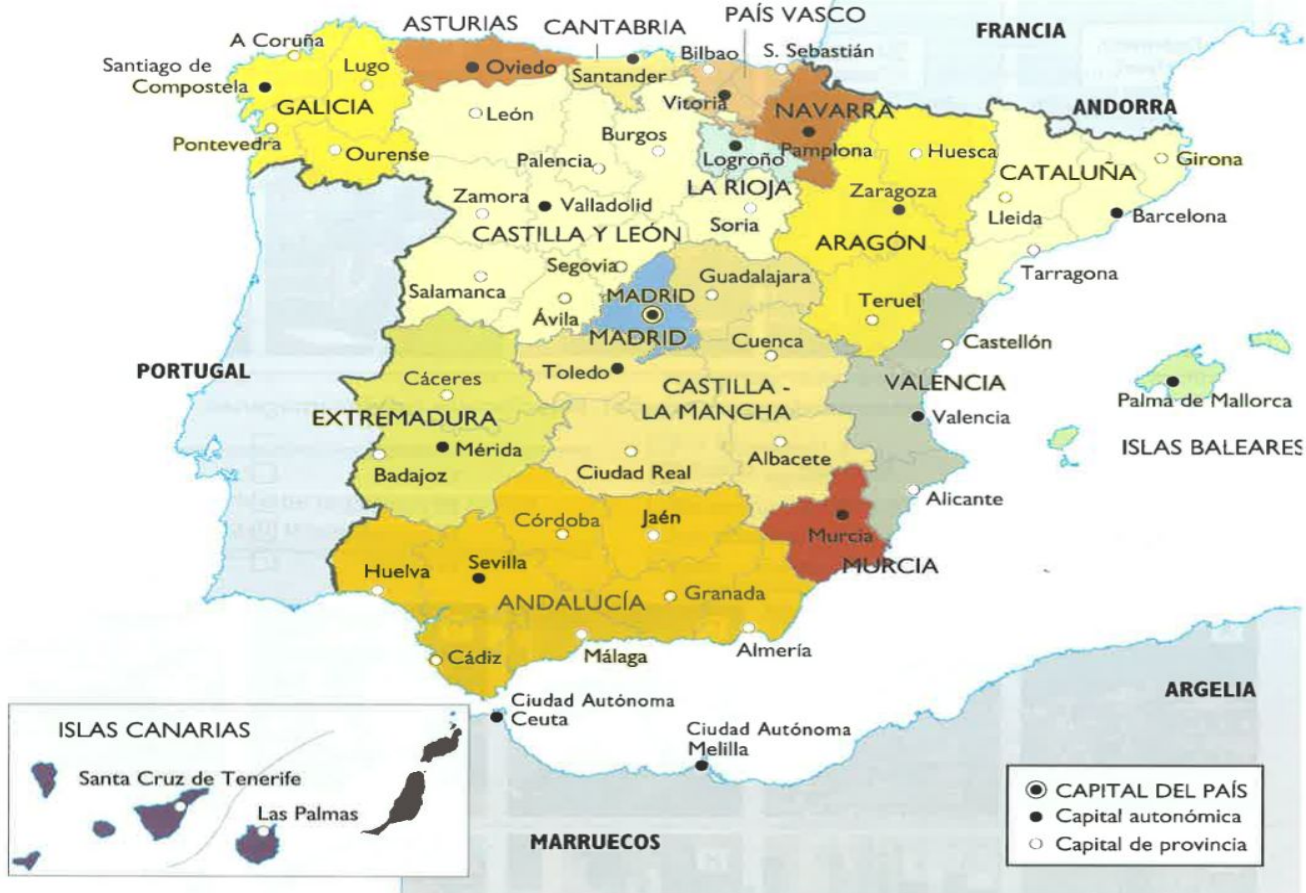 ASTURIAS
CANTABRIA
PAÍS VASCO
FRANCIA
A Coruña
Bilbao
S. Sebastián
Santiago de
Compostela
Lugo
Oviedo
Santander
GALICIA
León
Vitoria
NAVARRA
ANDORRA
Pontevedra
Ourense
Burgos
Palencia
Logroño
Pamplona
Huesca
Girona
CATALUÑA
Zamora
Valladolid
LA RIOJA
Zaragoza
Lleida
Barcelona
CASTILLA Y LEÓN
Soria
ARAGÓN
Segovia
Guadalajara
Tarragona
Salamanca
Ávila
MADRID
MADRID
Teruel
Cuenca
Castellón
PORTUGAL
Cáceres
Toledo
CASTILLA -
LA MANCHA
VALENCIA
Palma de Mallorca
EXTREMADURA
Valencia
Mérida
Badajoz
Ciudad Real
Albacete
ISLAS BALEARES
Alicante
Córdoba
Jaén
Murcia
MURCIA
Huelva
Sevilla
ANDALUCÍA
Granada
Cádiz
Málaga
Almería
Ciudad Autónoma
Ceuta
Ciudad Autónoma
Melilla
ARGELIA
ISLAS CANARIAS
Santa Cruz de Tenerife
Las Palmas
MARRUECOS
CAPITAL DEL PAÍS
Capital autonómica
Capital de provincia